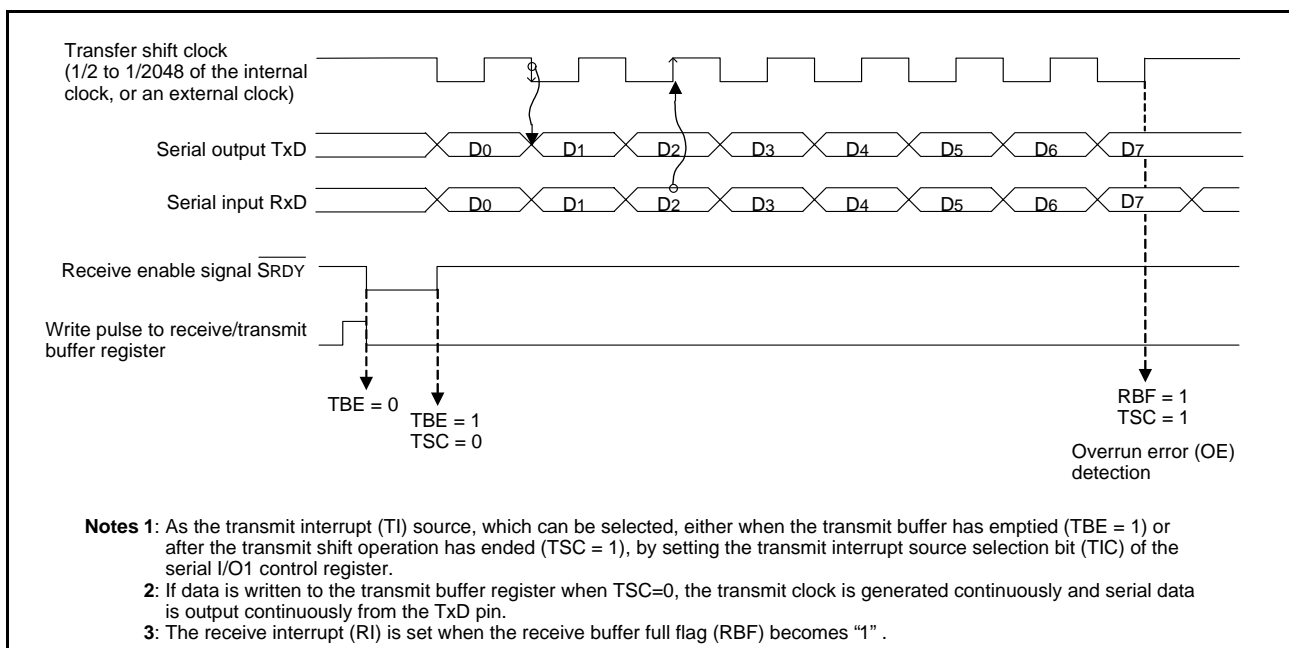 Transfer shift clock
(1/2 to 1/2048 of the internal
clock, or an external clock)
Serial output TxD
D0 D1 D2 D3 D4 D5 D6 D7
Serial input RxD
D0 D1 D2 D3 D4 D5 D6 D7
Receive enable signal SRDY
Write pulse to receive/transmit
buffer register
TBE = 0
TBE = 1
TSC = 0
RBF = 1
TSC = 1
Overrun error (OE)
detection
Notes 1: As the transmit interrupt (TI) source, which can be selected, either when the transmit buffer has emptied (TBE = 1) or
after the transmit shift operation has ended (TSC = 1), by setting the transmit interrupt source selection bit (TIC) of the
serial I/O1 control register.
2: If data is written to the transmit buffer register when TSC=0, the transmit clock is generated continuously and serial data
is output continuously from the TxD pin.
3: The receive interrupt (RI) is set when the receive buffer full flag (RBF) becomes “1” .